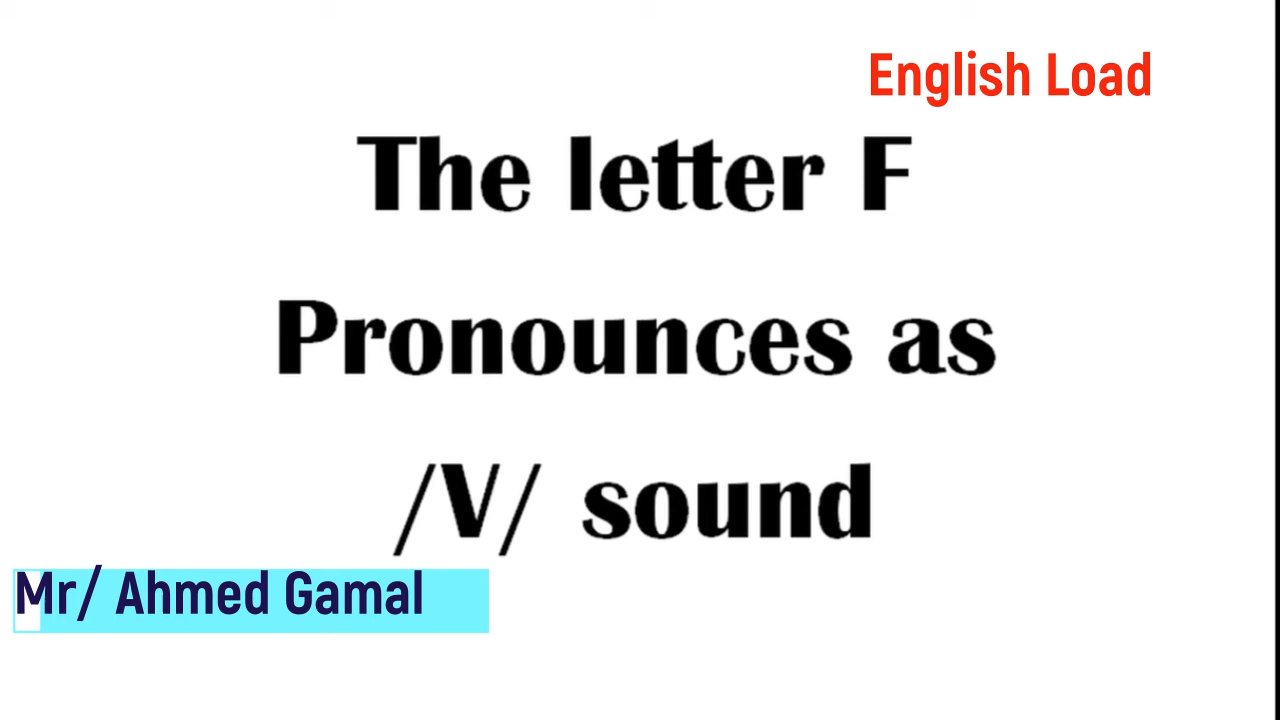 English Load
The letter F
Pronounces as
/V/ sound
Mr/ Ahmed Gamal